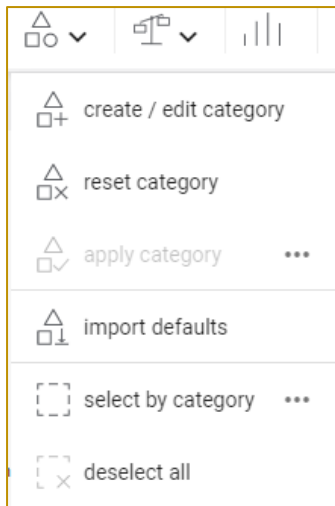 create / edit category
reset category
apply category
import defaults
select by category
deselect all